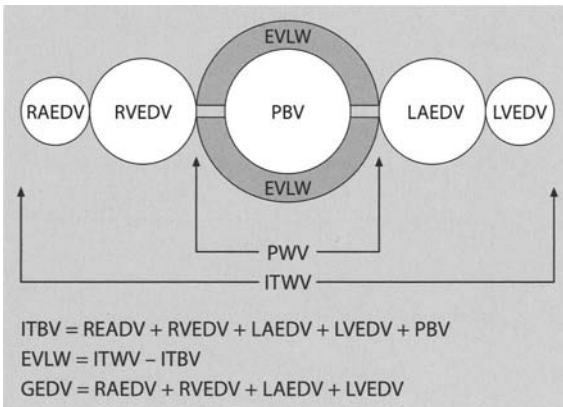 EVLW
RAEDV RVEDV PBV LAEDV LVEDV
EVLW
PWV
ITWV
ITBV = READV + RVEDV + LAEDV + LVEDV + PBV
EVLW = ITWV – ITBV
GEDV = RAEDV + RVEDV + LAEDV + LVEDV